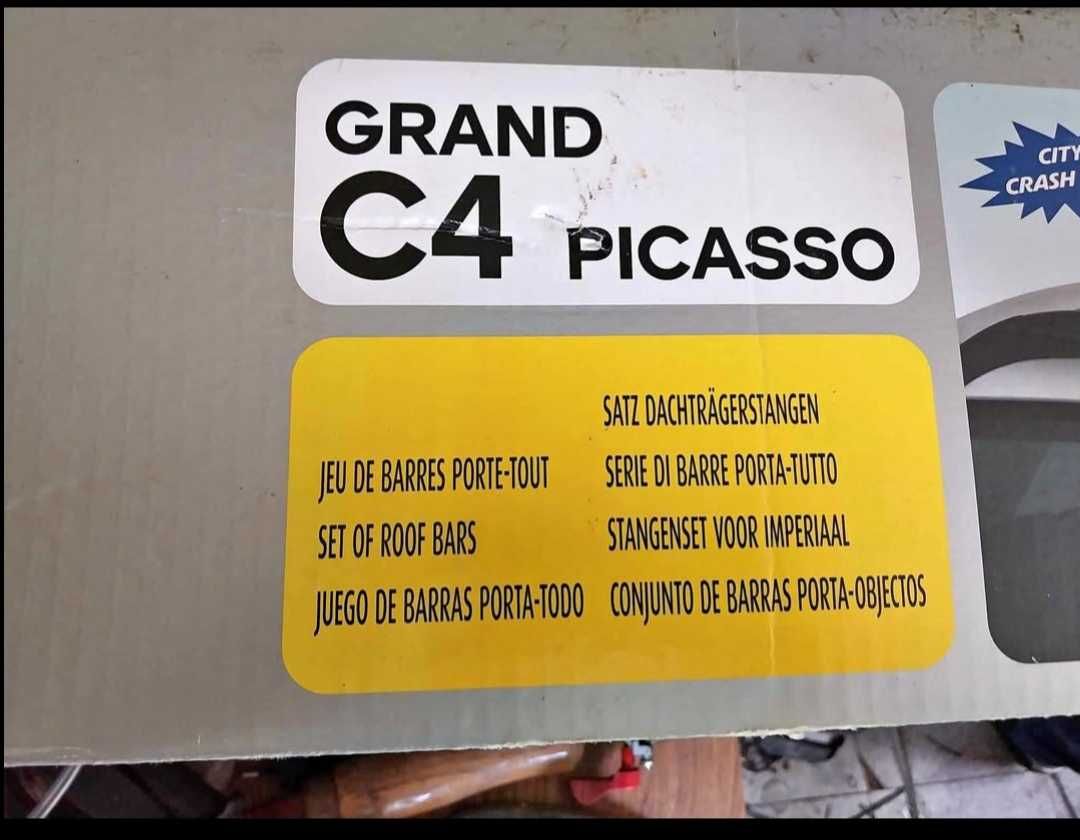 GRAND
C4 PICASSO
CITY
CRASH
JEU DE BARRES PORTE-TOUT
SET OF ROOF BARS
JUEGO DE BARRAS PORTA-TODO
SATZ DACHTRÄGERSTANGEN
SERIE DI BARRE PORTA-TUTTO
STANGENSET VOOR IMPERIAAL
CONJUNTO DE BARRAS PORTA-OBJECTOS